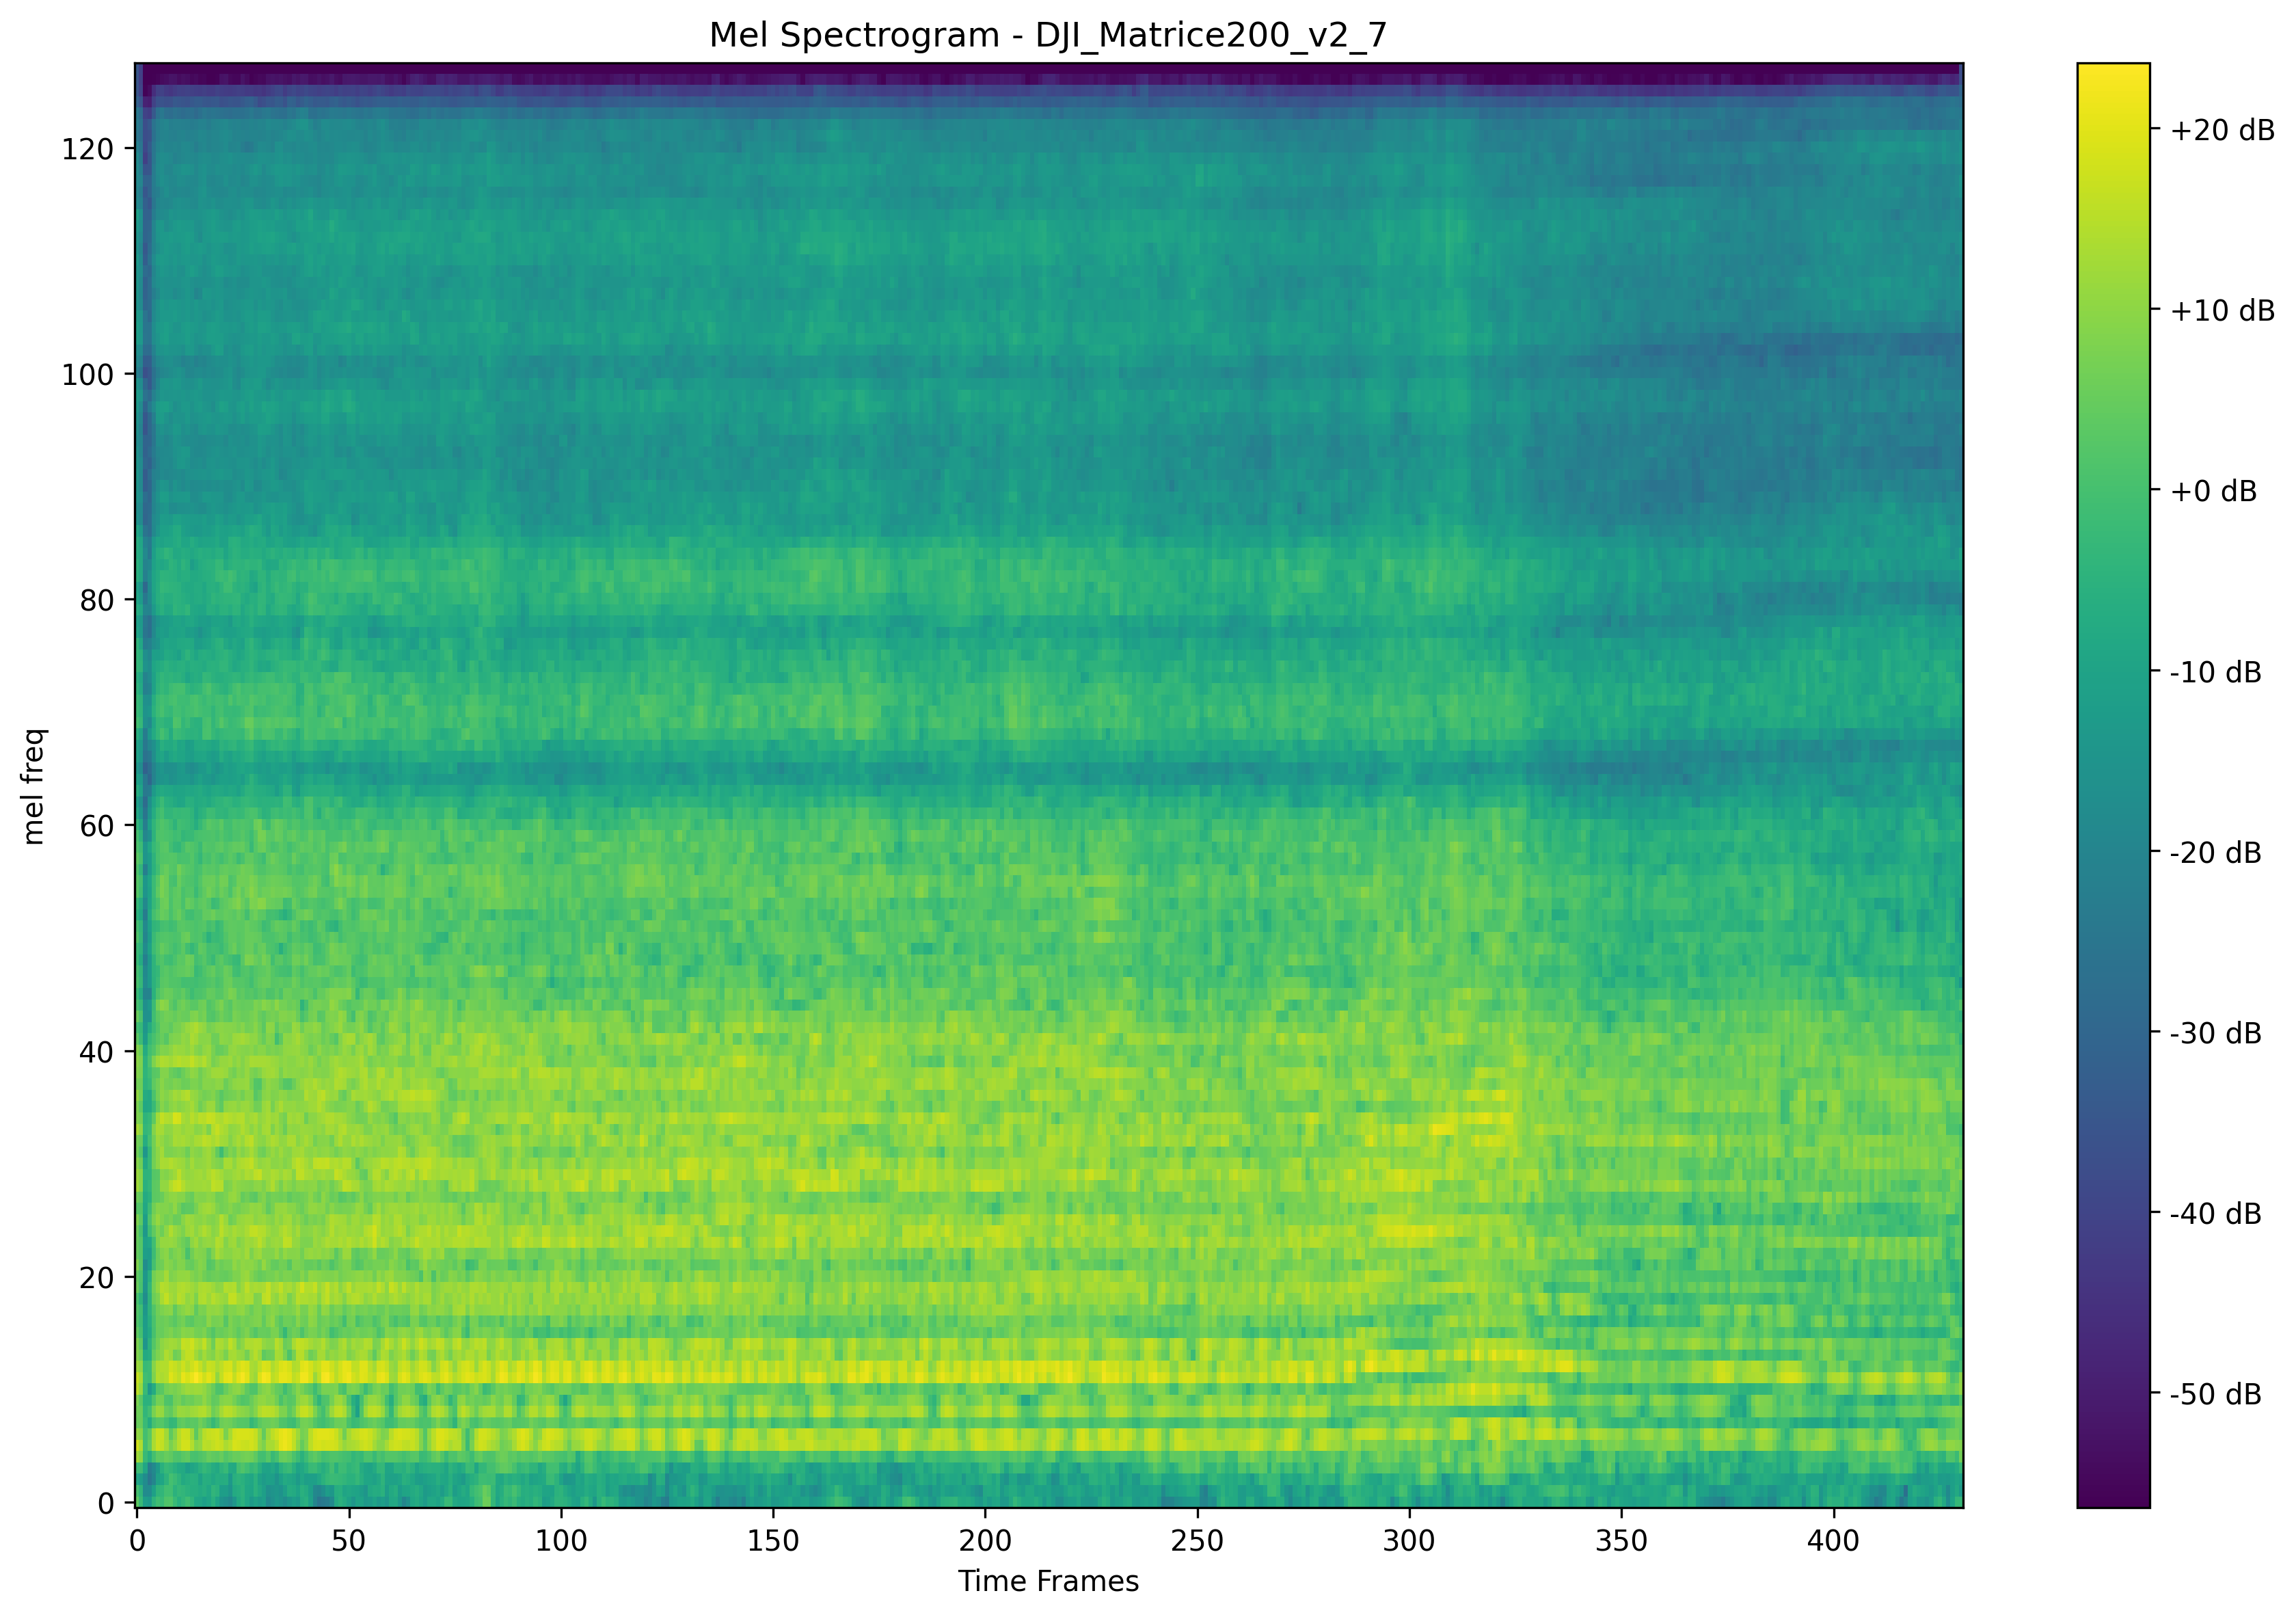 Mel Spectrogram - DJI_Matrice200_v2_7
mel freq
120
100
80
60
40
20
0
0 50 100 150 200 250 300 350 400
Time Frames
+20 dB
+10 dB
+0 dB
-10 dB
-20 dB
-30 dB
-40 dB
-50 dB